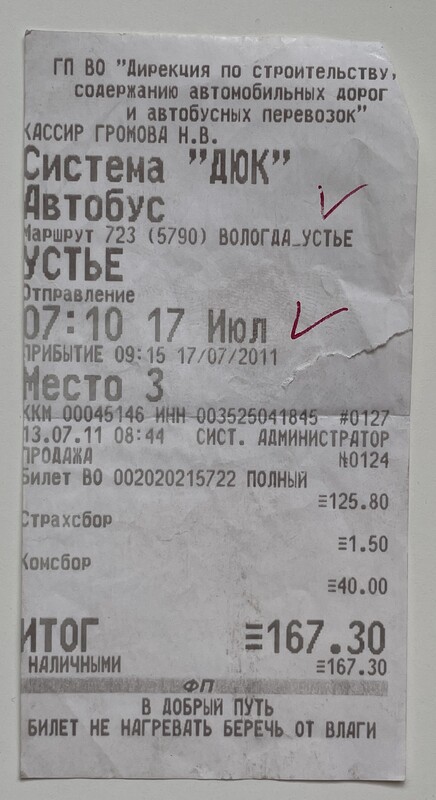 ГП ВО "Дирекция по строительству,
содержанию автомобильных дорог
и автобусных перевозок"
КАССИР ГРОМОВА Н.В.
Система "ДЮК"
Автобус
Маршрут 723 (5790) ВОЛОГДА_УСТЬЕ
УСТЬЕ
Отправление
07:10 17 Июл
ПРИБЫТИЕ 09:15 17/07/2011
Место 3
ККМ 00045146 ИНН 003525041845 #0127
13.07.11 08:44 СИСТ. АДМИНИСТРАТОР
ПРОДАЖА №0124
Билет ВО 002020215722 ПОЛНЫЙ
≡125.80
Страхсбор
≡1.50
Комсбор
≡40.00
ИТОГ ≡167.30
НАЛИЧНЫМИ ≡167.30
ФП
В ДОБРЫЙ ПУТЬ
БИЛЕТ НЕ НАГРЕВАТЬ БЕРЕЧЬ ОТ ВЛАГИ